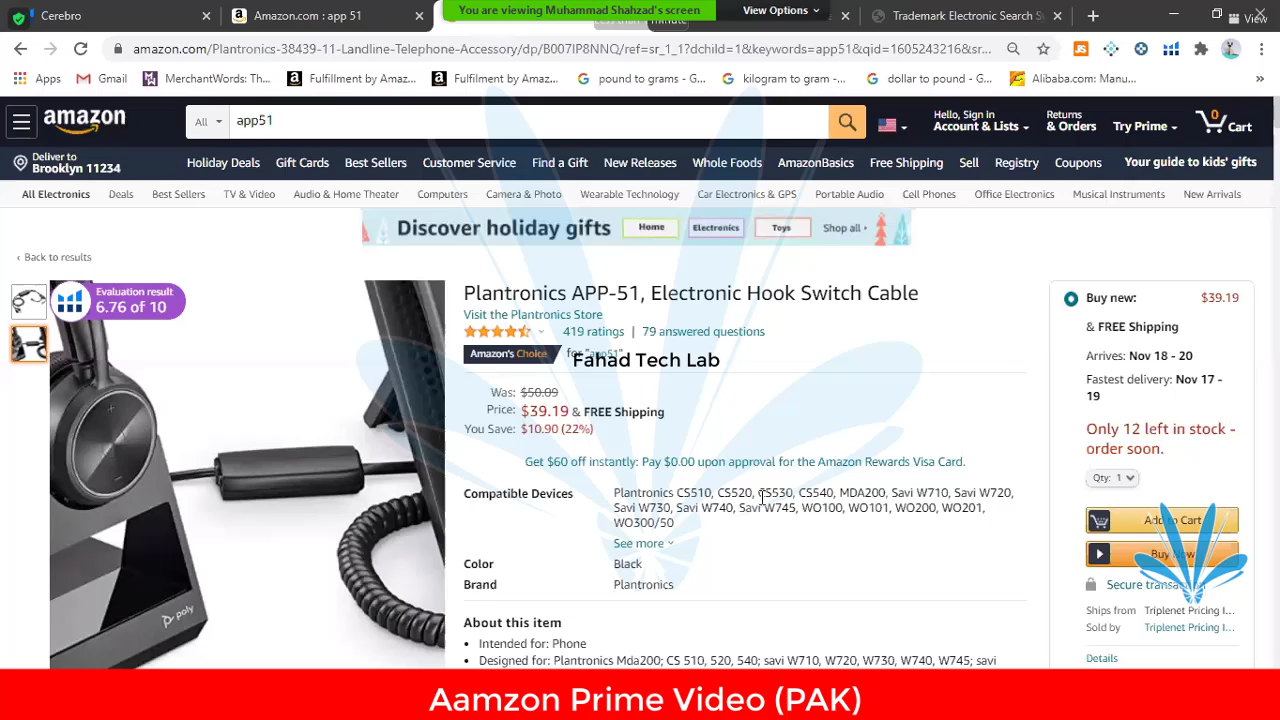 Cerebro
Amazon.com : app 51
You are viewing Muhammad Shahzad's screen
View Options
Trademark Electronic Search S
View
amazon.com/Plantronics-38439-11-Landline-Telephone-Accessory/dp/B007IP8NNQ/ref=sr_1_1?dchild=1&keywords=app51&qid=1605243216&sr...
Apps
Gmail
MerchantWords: Th...
Fulfillment by Amaz...
Fulfilment by Amaz...
pound to grams - G...
kilogram to gram -...
dollar to pound - G...
Alibaba.com: Manu...
»
amazon
All
app51
Hello, Sign in
Account & Lists
Returns
& Orders
Try Prime
0
Cart
Deliver to
Brooklyn 11234
Holiday Deals
Gift Cards
Best Sellers
Customer Service
Find a Gift
New Releases
Whole Foods
AmazonBasics
Free Shipping
Sell
Registry
Coupons
Your guide to kids' gifts
All Electronics
Deals
Best Sellers
TV & Video
Audio & Home Theater
Computers
Camera & Photo
Wearable Technology
Car Electronics & GPS
Portable Audio
Cell Phones
Office Electronics
Musical Instruments
New Arrivals
Discover holiday gifts
Home
Electronics
Toys
Shop all ›
‹ Back to results
Evaluation result
6.76 of 10
poly
Plantronics APP-51, Electronic Hook Switch Cable
Visit the Plantronics Store
419 ratings | 79 answered questions
Amazon's Choice
for "app51"
Fahad Tech Lab
Was: $50.09
Price: $39.19 & FREE Shipping
You Save: $10.90 (22%)
Get $60 off instantly: Pay $0.00 upon approval for the Amazon Rewards Visa Card.
Compatible Devices
Plantronics CS510, CS520, CS530, CS540, MDA200, Savi W710, Savi W720,
Savi W730, Savi W740, Savi W745, WO100, WO101, WO200, WO201,
WO300/50
See more
Color
Black
Brand
Plantronics
About this item
• Intended for: Phone
• Designed for: Plantronics Mda200; CS 510, 520, 540; savi W710, W720, W730, W740, W745; savi
Buy new:
$39.19
& FREE Shipping
Arrives: Nov 18 - 20
Fastest delivery: Nov 17 -
19
Only 12 left in stock -
order soon.
Qty: 1
Add to Cart
Buy Now
Secure transac
Ships from
Triplenet Pricing I...
Sold by
Triplenet Pricing I...
Details
Aamzon Prime Video (PAK)